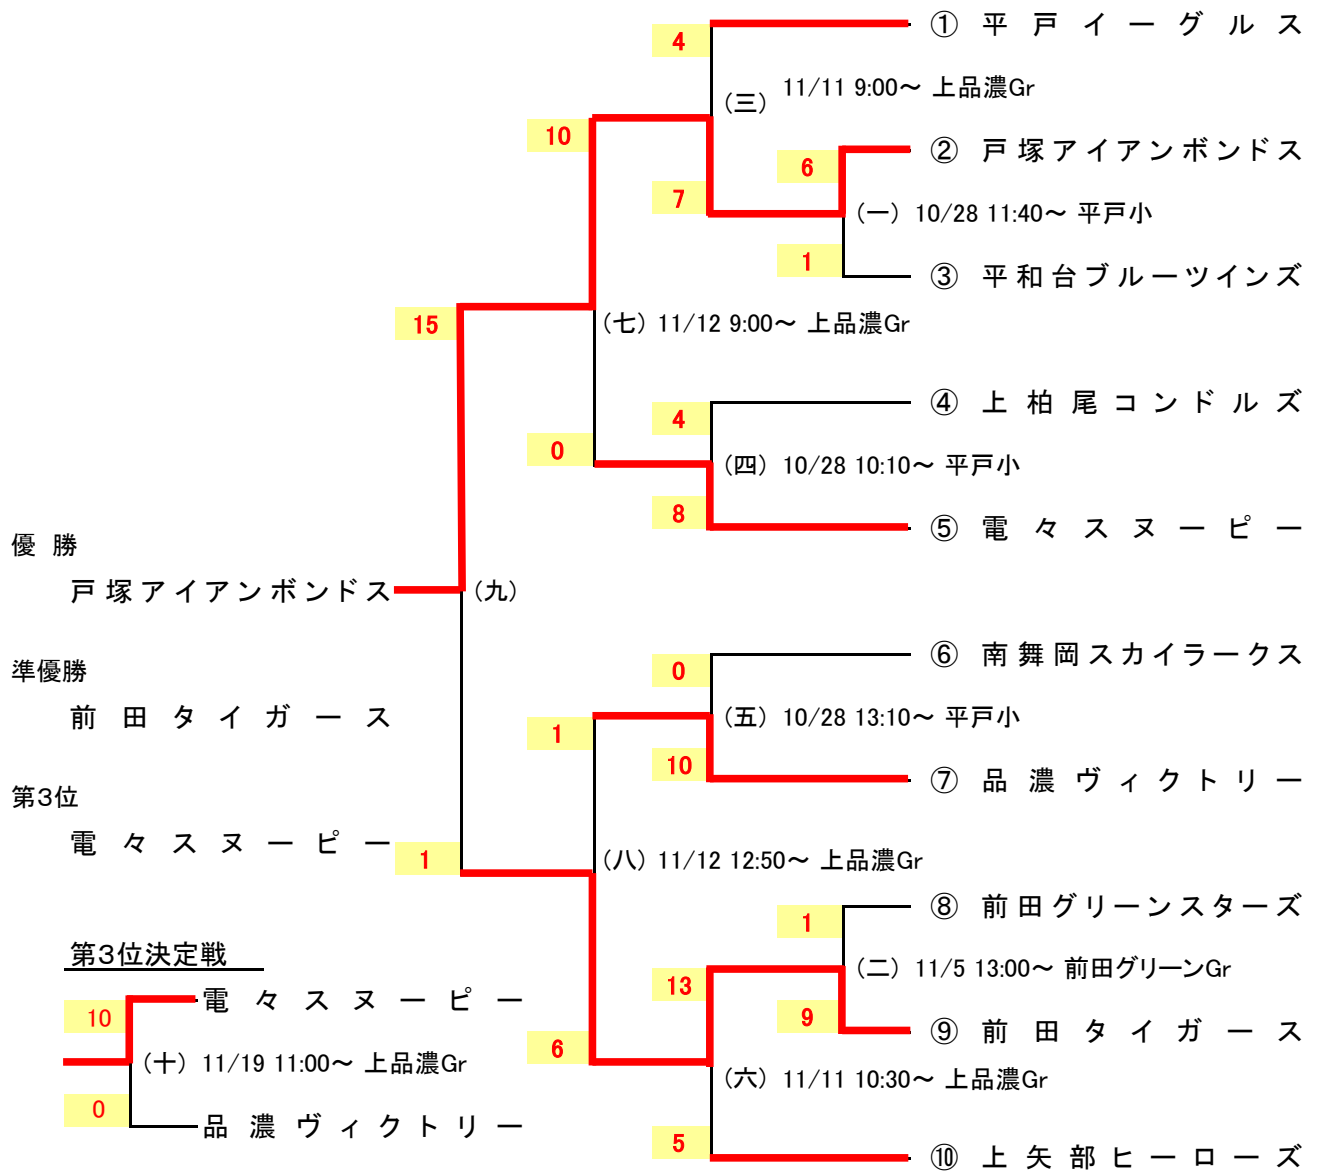 4
① 平戸イーグルス
11/11 9:00～ 上品濃Gr
(三)
10
② 戸塚アイアンボンドス
6
7
(一) 10/28 11:40～ 平戸小
1
③ 平和台ブルーツインズ
15
(七) 11/12 9:00～ 上品濃Gr
4
④ 上柏尾コンドルズ
0
(四) 10/28 10:10～ 平戸小
8
⑤ 電々スヌーピー
優 勝
戸塚アイアンボンドス
(九)
準優勝
前田タイガース
第3位
電々スヌーピー
0
⑥ 南舞岡スカイラークス
1
(五) 10/28 13:10～ 平戸小
10
⑦ 品濃ヴィクトリー
1
(八) 11/12 12:50～ 上品濃Gr
1
⑧ 前田グリーンスターズ
13
(二) 11/5 13:00～ 前田グリーンGr
9
⑨ 前田タイガース
6
(六) 11/11 10:30～ 上品濃Gr
5
⑩ 上矢部ヒーローズ
第3位決定戦
10
電々スヌーピー
(十) 11/19 11:00～ 上品濃Gr
0
品濃ヴィクトリー